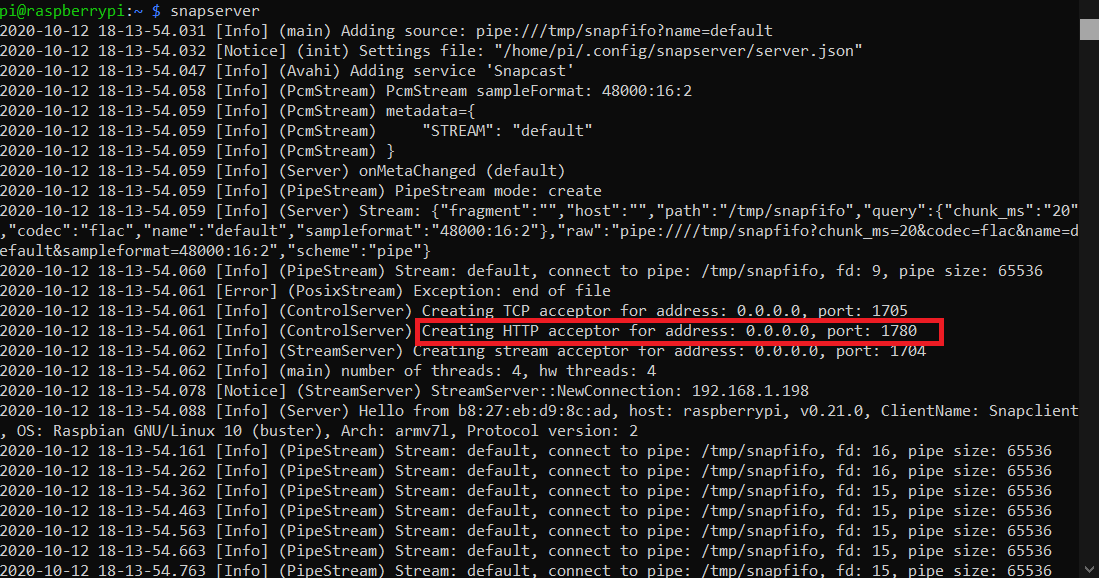 pi@raspberrypi:~ $ snapserver
2020-10-12 18-13-54.031 [Info] (main) Adding source: pipe:///tmp/snapfifo?name=default
2020-10-12 18-13-54.032 [Notice] (init) Settings file: "/home/pi/.config/snapserver/server.json"
2020-10-12 18-13-54.047 [Info] (Avahi) Adding service 'Snapcast'
2020-10-12 18-13-54.058 [Info] (PcmStream) PcmStream sampleFormat: 48000:16:2
2020-10-12 18-13-54.059 [Info] (PcmStream) metadata={
2020-10-12 18-13-54.059 [Info] (PcmStream)     "STREAM": "default"
2020-10-12 18-13-54.059 [Info] (PcmStream) }
2020-10-12 18-13-54.059 [Info] (Server) onMetaChanged (default)
2020-10-12 18-13-54.059 [Info] (PipeStream) PipeStream mode: create
2020-10-12 18-13-54.059 [Info] (Server) Stream: {"fragment":"","host":"","path":"/tmp/snapfifo","query":{"chunk_ms":"20"
,"codec":"flac","name":"default","sampleformat":"48000:16:2"},"raw":"pipe:////tmp/snapfifo?chunk_ms=20&codec=flac&name=d
efault&sampleformat=48000:16:2","scheme":"pipe"}
2020-10-12 18-13-54.060 [Info] (PipeStream) Stream: default, connect to pipe: /tmp/snapfifo, fd: 9, pipe size: 65536
2020-10-12 18-13-54.061 [Error] (PosixStream) Exception: end of file
2020-10-12 18-13-54.061 [Info] (ControlServer) Creating TCP acceptor for address: 0.0.0.0, port: 1705
2020-10-12 18-13-54.061 [Info] (ControlServer) Creating HTTP acceptor for address: 0.0.0.0, port: 1780
2020-10-12 18-13-54.062 [Info] (StreamServer) Creating stream acceptor for address: 0.0.0.0, port: 1704
2020-10-12 18-13-54.062 [Info] (main) number of threads: 4, hw threads: 4
2020-10-12 18-13-54.078 [Notice] (StreamServer) StreamServer::NewConnection: 192.168.1.198
2020-10-12 18-13-54.088 [Info] (Server) Hello from b8:27:eb:d9:8c:ad, host: raspberrypi, v0.21.0, ClientName: Snapclient
, OS: Raspbian GNU/Linux 10 (buster), Arch: armv7l, Protocol version: 2
2020-10-12 18-13-54.161 [Info] (PipeStream) Stream: default, connect to pipe: /tmp/snapfifo, fd: 16, pipe size: 65536
2020-10-12 18-13-54.262 [Info] (PipeStream) Stream: default, connect to pipe: /tmp/snapfifo, fd: 16, pipe size: 65536
2020-10-12 18-13-54.362 [Info] (PipeStream) Stream: default, connect to pipe: /tmp/snapfifo, fd: 15, pipe size: 65536
2020-10-12 18-13-54.463 [Info] (PipeStream) Stream: default, connect to pipe: /tmp/snapfifo, fd: 15, pipe size: 65536
2020-10-12 18-13-54.563 [Info] (PipeStream) Stream: default, connect to pipe: /tmp/snapfifo, fd: 15, pipe size: 65536
2020-10-12 18-13-54.663 [Info] (PipeStream) Stream: default, connect to pipe: /tmp/snapfifo, fd: 15, pipe size: 65536
2020-10-12 18-13-54.763 [Info] (PipeStream) Stream: default, connect to pipe: /tmp/snapfifo, fd: 15, pipe size: 65536